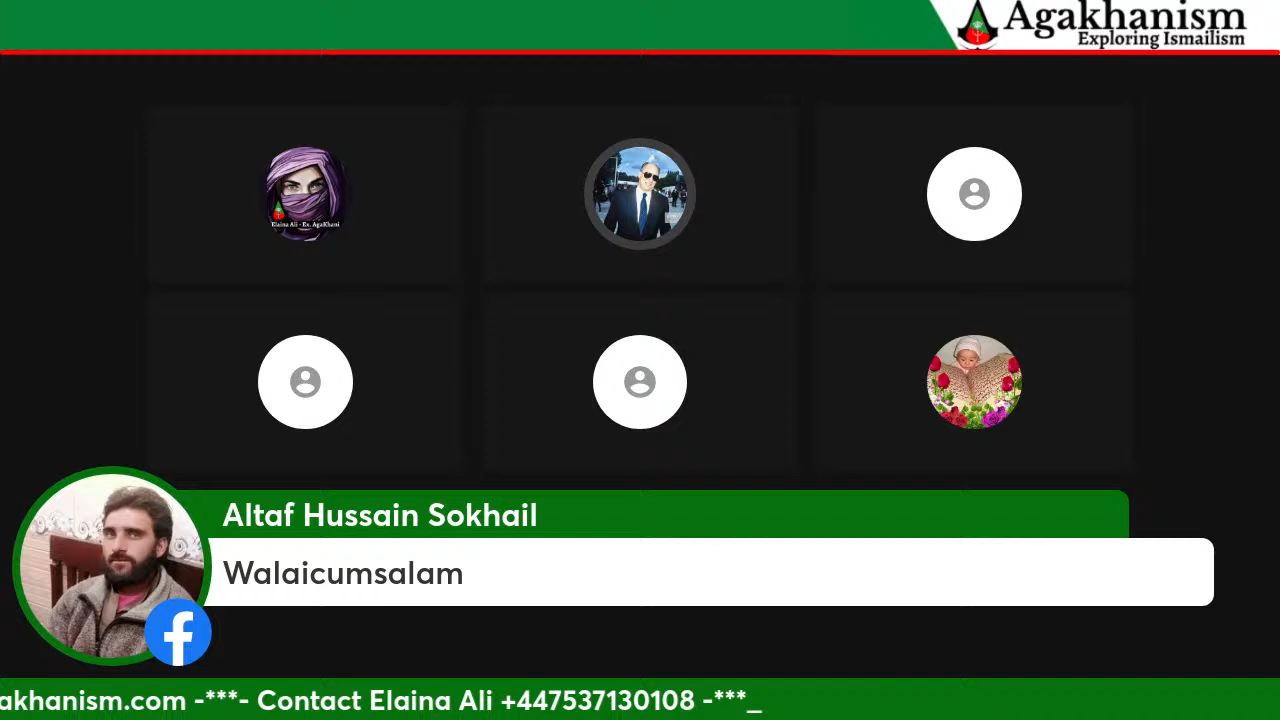 Agakhanism
Exploring Ismailism
Elaina Ali - Ex. AgaKhani
Altaf Hussain Sokhail
Walaicumsalam
akhanism.com -***- Contact Elaina Ali +447537130108 -***_